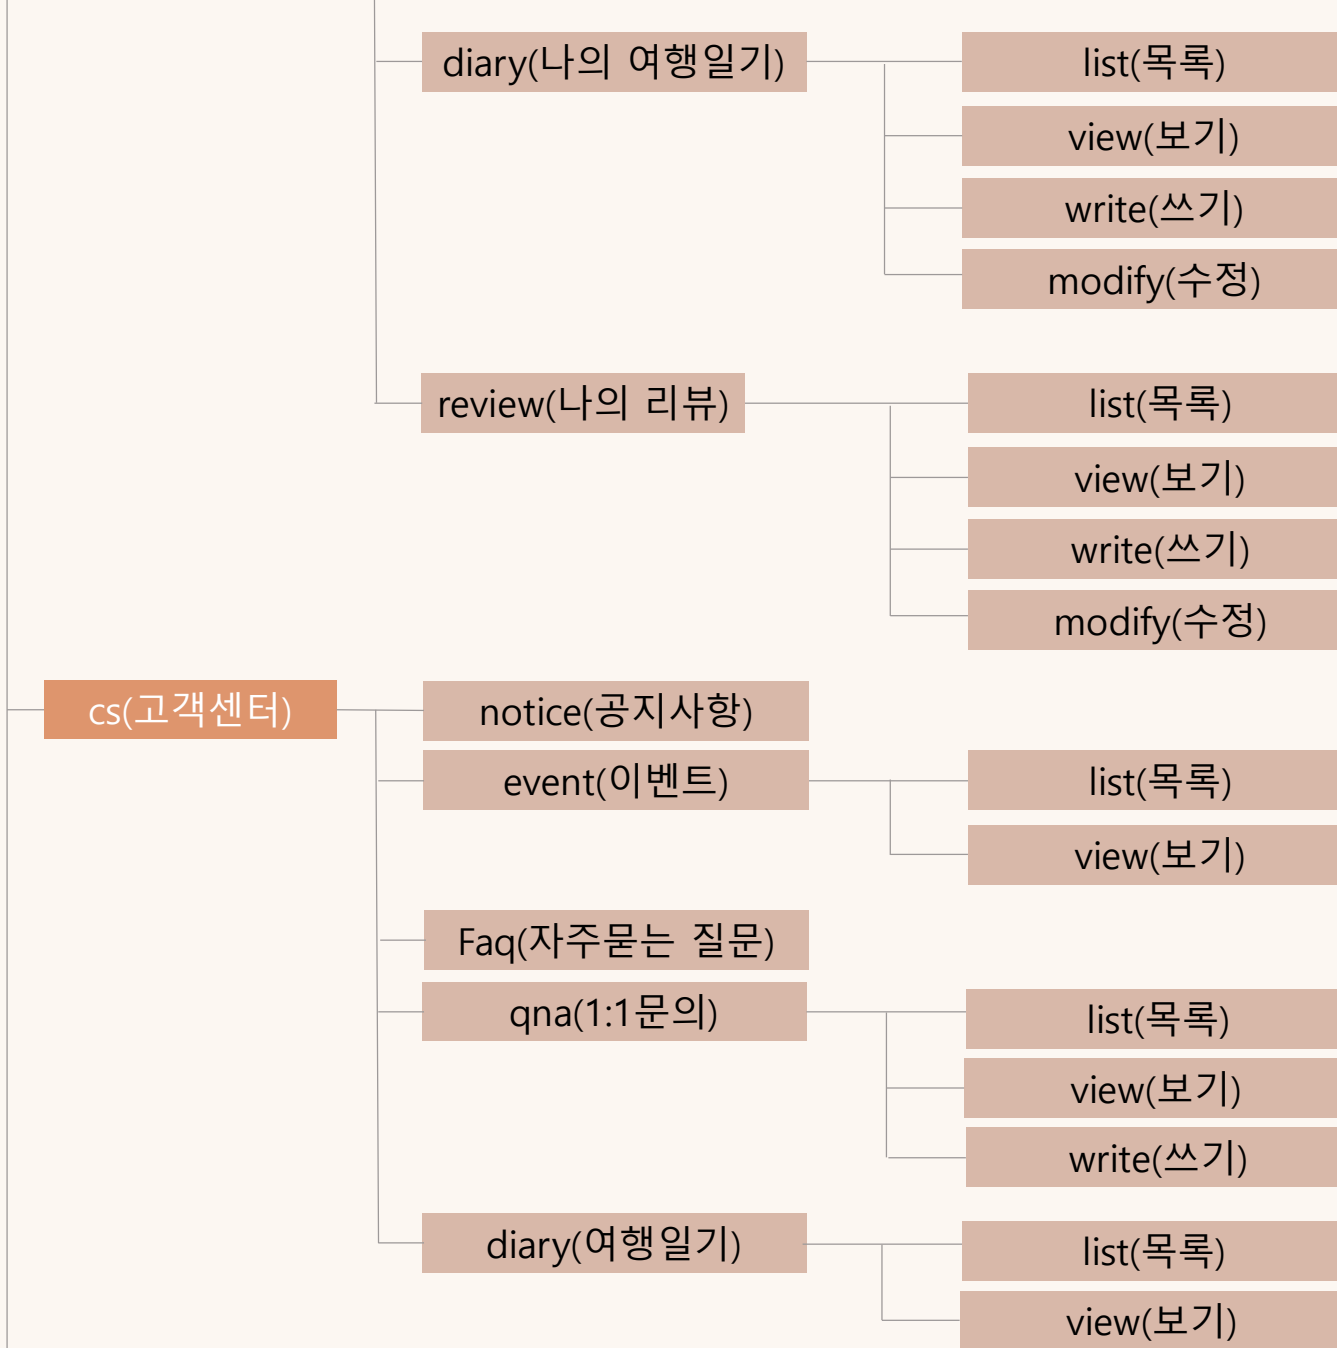 diary(나의 여행일기)
list(목록)
view(보기)
write(쓰기)
modify(수정)
review(나의 리뷰)
list(목록)
view(보기)
write(쓰기)
modify(수정)
cs(고객센터)
notice(공지사항)
event(이벤트)
list(목록)
view(보기)
Faq(자주묻는 질문)
qna(1:1문의)
list(목록)
view(보기)
write(쓰기)
diary(여행일기)
list(목록)
view(보기)